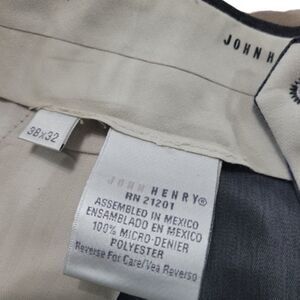 JOHN H
38x32
JOHN HENRY®
RN 21201
ASSEMBLED IN MEXICO
ENSAMBLADO EN MEXICO
100% MICRO-DENIER
POLYESTER
Reverse For Care/Vea Reverso